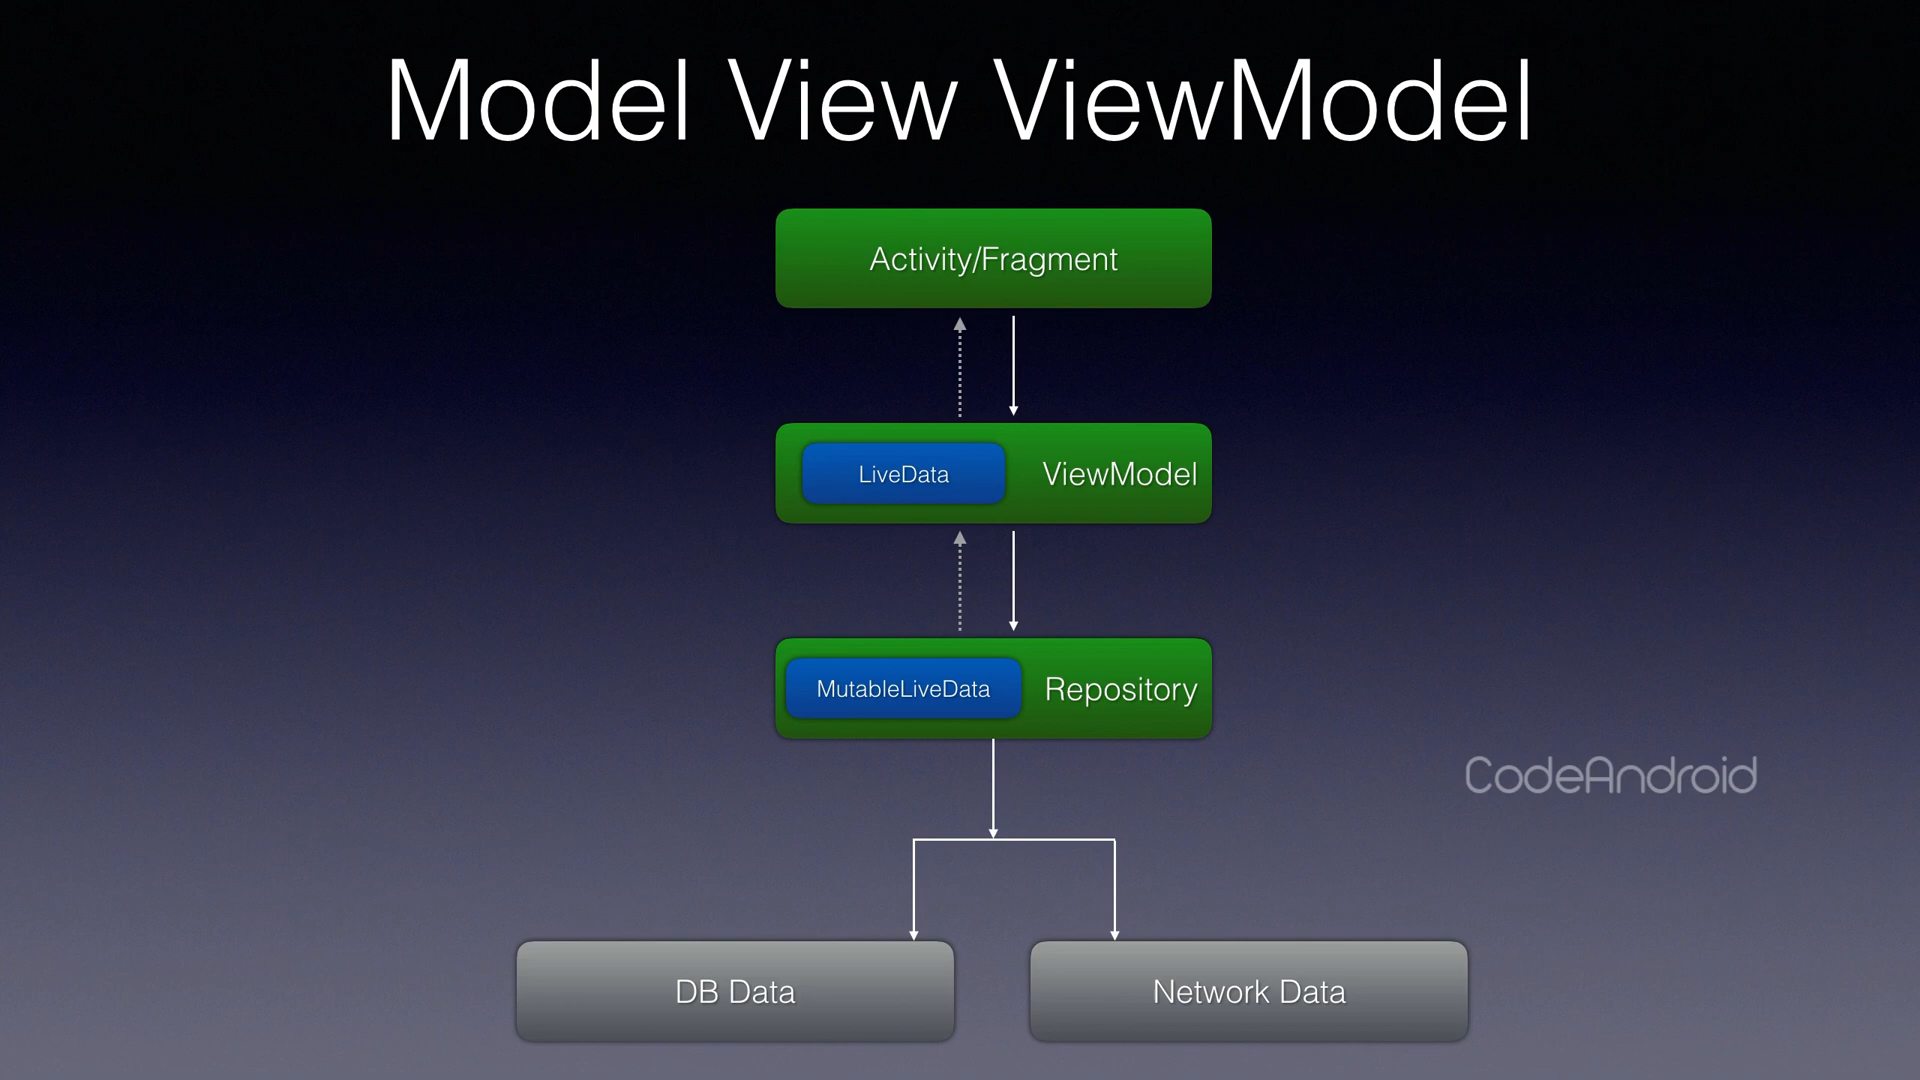 Model View ViewModel
Activity/Fragment
LiveData ViewModel
MutableLiveData Repository
CodeAndroid
DB Data Network Data